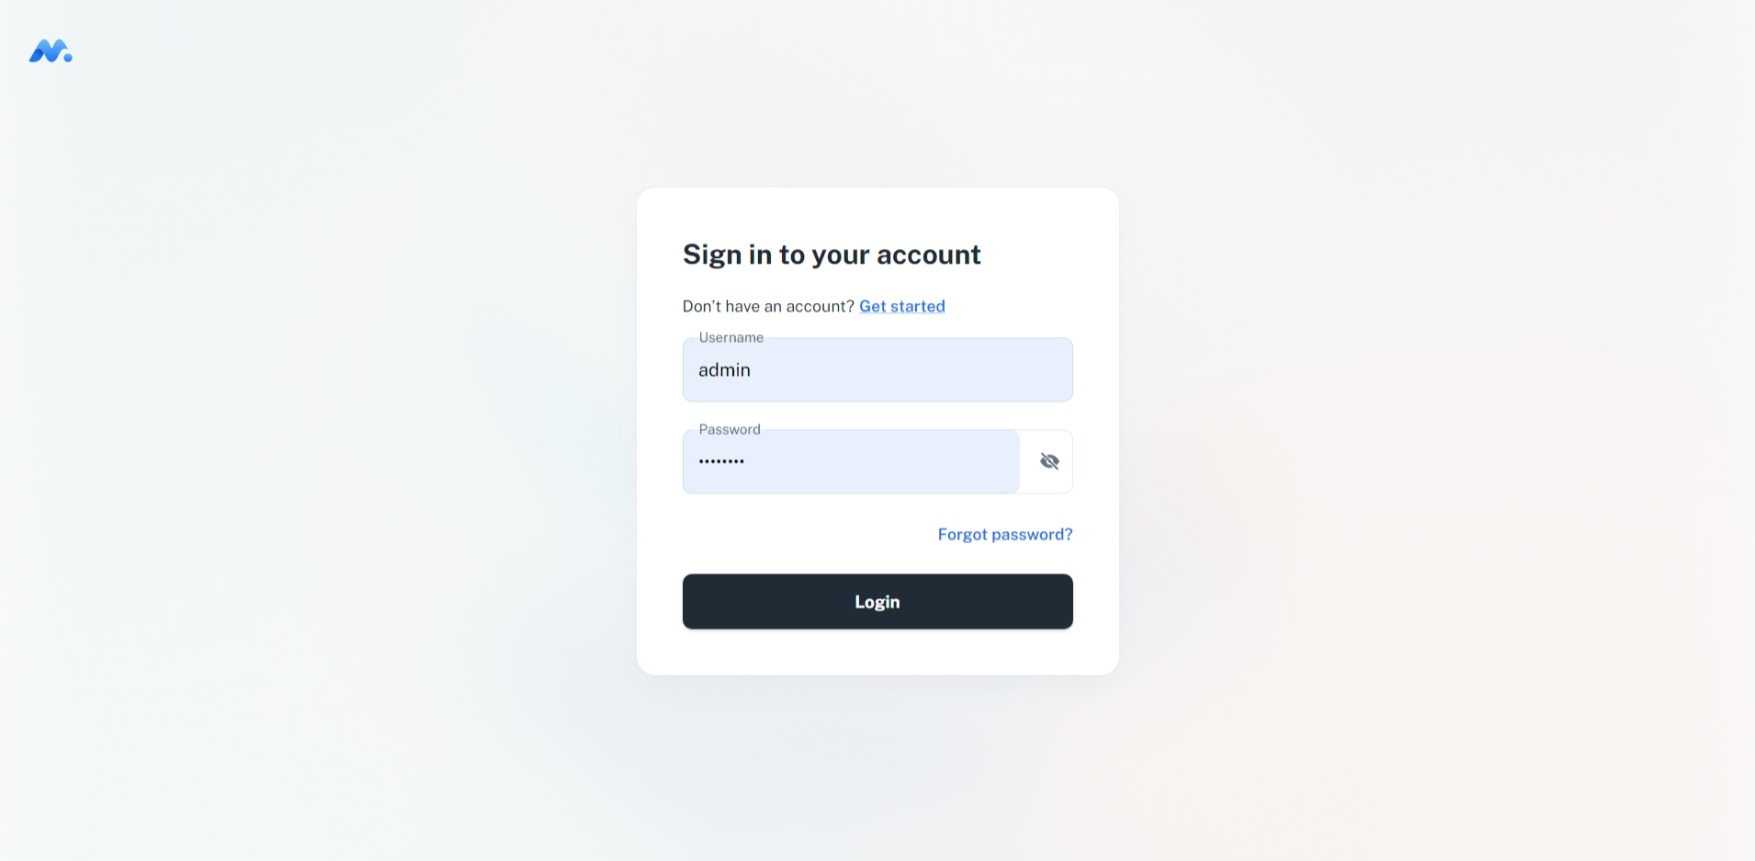 Sign in to your account
Don't have an account? Get started
Username
admin
Password
••••••••
Forgot password?
Login